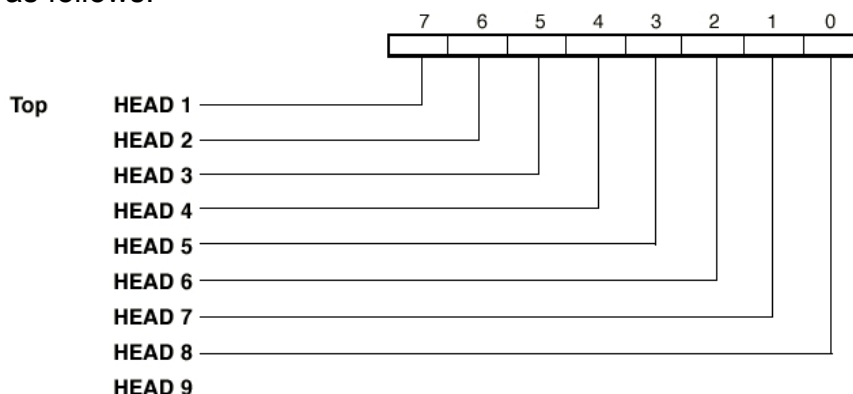 as follows:
7 6 5 4 3 2 1 0
Top HEAD 1
HEAD 2
HEAD 3
HEAD 4
HEAD 5
HEAD 6
HEAD 7
HEAD 8
HEAD 9